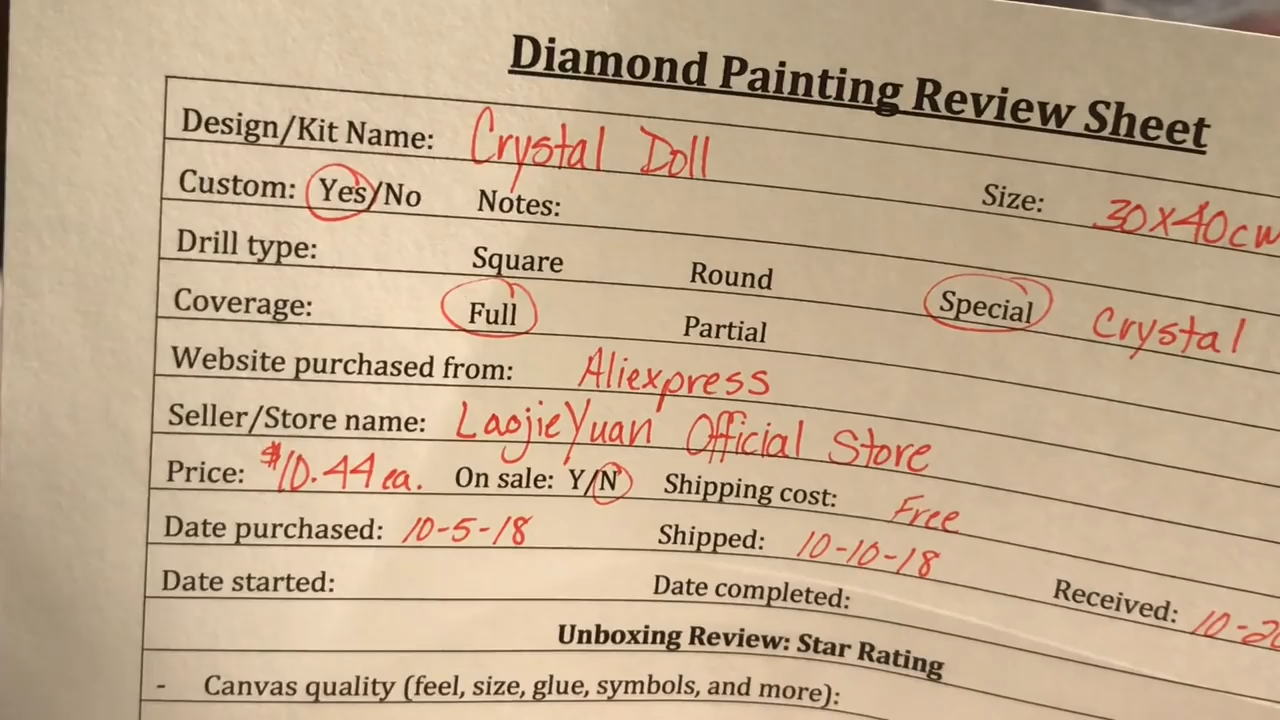 Diamond Painting Review Sheet
Design/Kit Name: Crystal Doll
Custom: Yes/No Notes: Size: 30x40cm
Drill type: Square Round Special Crystal
Coverage: Full Partial
Website purchased from: Aliexpress
Seller/Store name: LaojieYuan Official Store
Price: $10.44 ea. On sale: Y/N Shipping cost: Free
Date purchased: 10-5-18 Shipped: 10-10-18 Received: 10-20
Date started: Date completed:
Unboxing Review: Star Rating
- Canvas quality (feel, size, glue, symbols, and more):